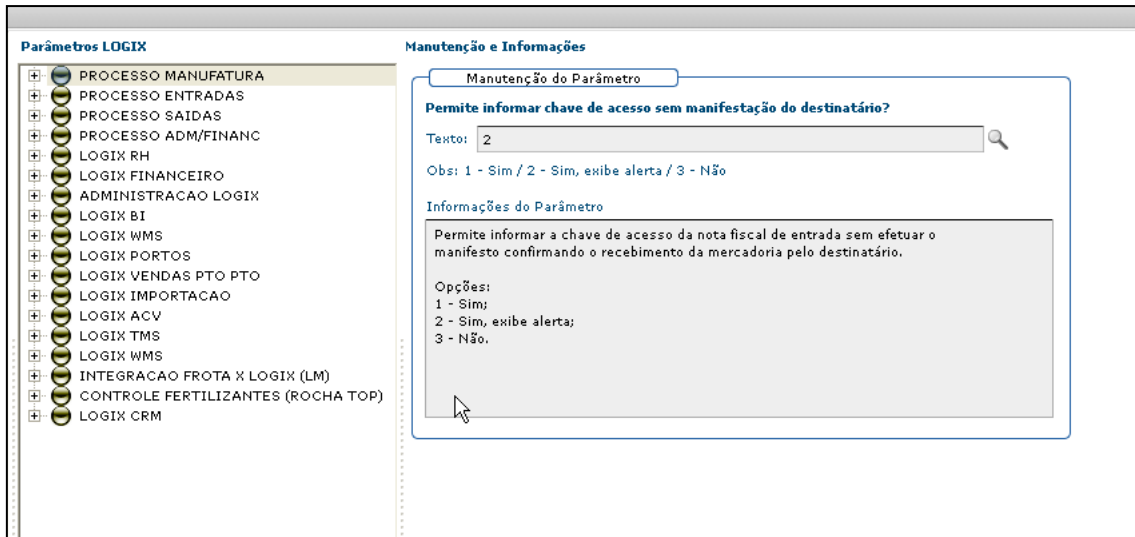 Parâmetros LOGIX
PROCESSO MANUFATURA
PROCESSO ENTRADAS
PROCESSO SAIDAS
PROCESSO ADM/FINANC
LOGIX RH
LOGIX FINANCEIRO
ADMINISTRACAO LOGIX
LOGIX BI
LOGIX WMS
LOGIX PORTOS
LOGIX VENDAS PTO PTO
LOGIX IMPORTACAO
LOGIX ACV
LOGIX TMS
LOGIX WMS
INTEGRACAO FROTA X LOGIX (LM)
CONTROLE FERTILIZANTES (ROCHA TOP)
LOGIX CRM
Manutenção e Informações
Manutenção do Parâmetro
Permite informar chave de acesso sem manifestação do destinatário?
Texto: 2
Obs: 1 - Sim / 2 - Sim, exibe alerta / 3 - Não
Informações do Parâmetro
Permite informar a chave de acesso da nota fiscal de entrada sem efetuar o
manifesto confirmando o recebimento da mercadoria pelo destinatário.
Opções:
1 - Sim;
2 - Sim, exibe alerta;
3 - Não.